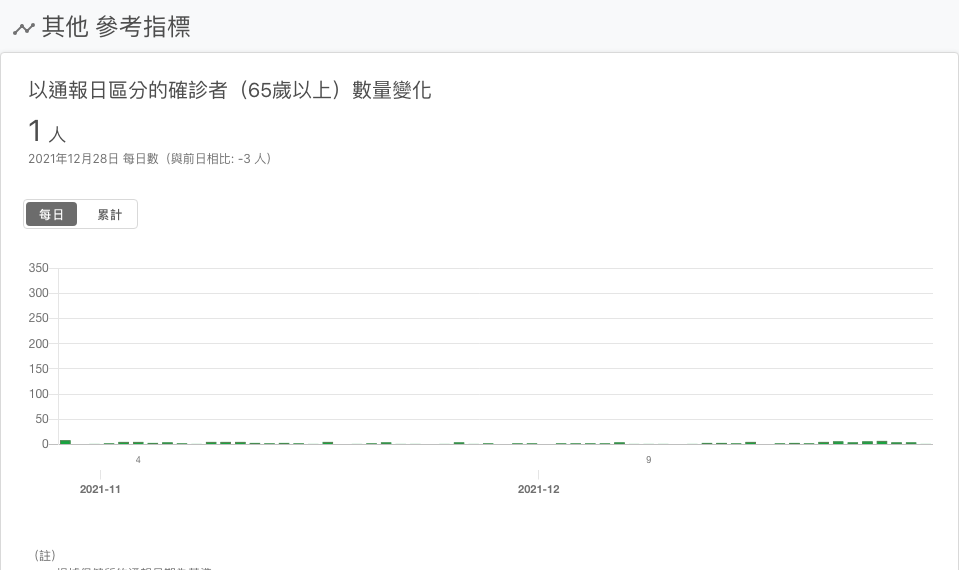 其他 參考指標
以通報日區分的確診者（65歲以上）數量變化
1 人
2021年12月28日 每日數（與前日相比: -3 人）
每日 累計
350
300
250
200
150
100
50
0
4 9
2021-11 2021-12
（註）